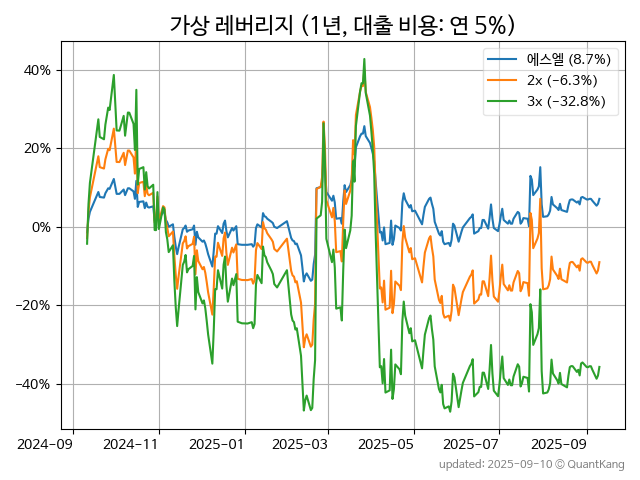 가상 레버리지 (1년, 대출 비용: 연 5%)
에스엘 (8.7%)
2x (−6.3%)
3x (−32.8%)
40%
20%
0%
−20%
−40%
2024-09 2024-11 2025-01 2025-03 2025-05 2025-07 2025-09
updated: 2025-09-10 © QuantKang